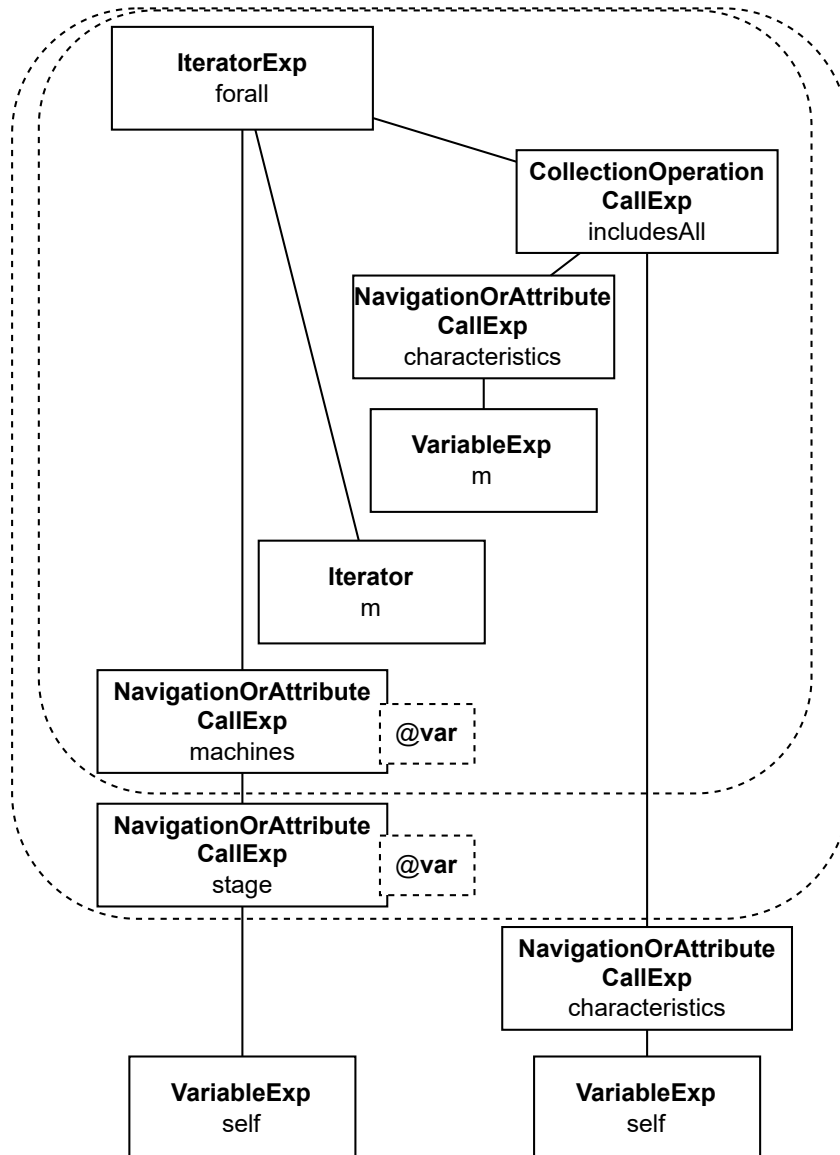 IteratorExp
forall
CollectionOperation
CallExp
includesAll
NavigationOrAttribute
CallExp
characteristics
VariableExp
m
Iterator
m
NavigationOrAttribute
CallExp
machines
@var
NavigationOrAttribute
CallExp
stage
@var
NavigationOrAttribute
CallExp
characteristics
VariableExp
self
VariableExp
self